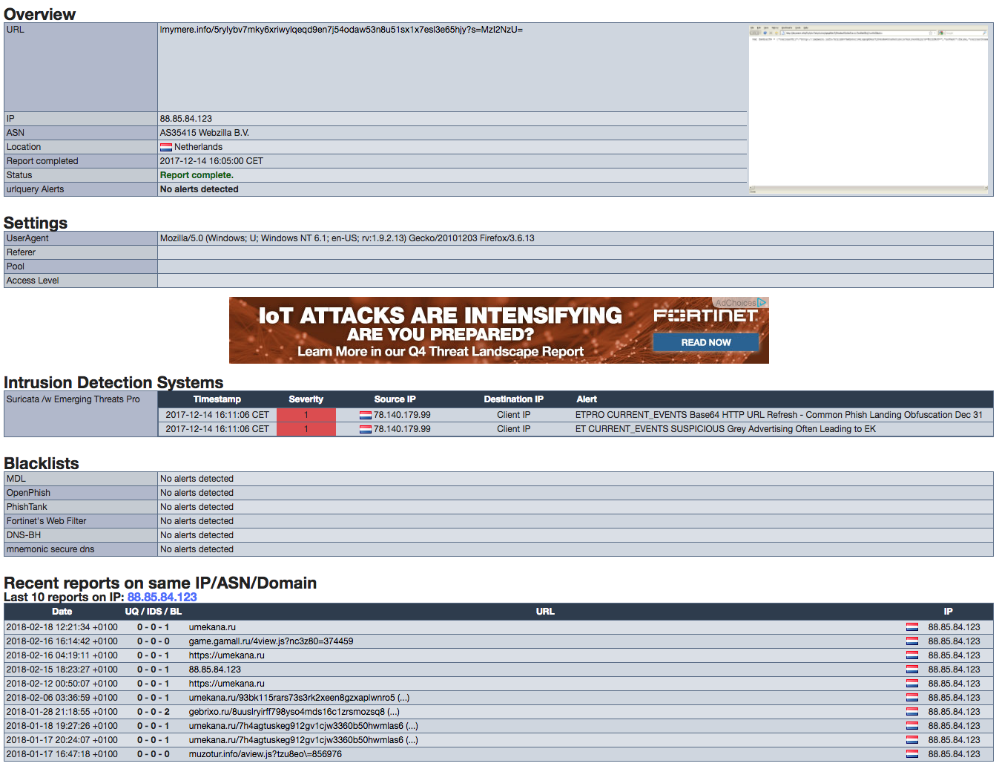 Overview
URL lmymere.info/5rylybv7mky6xriwylqeqd9en7j54odaw53n8u51sx1x7esl3e65hjy?s=MzI2NzU=
IP 88.85.84.123
ASN AS35415 Webzilla B.V.
Location Netherlands
Report completed 2017-12-14 16:05:00 CET
Status Report complete.
urlquery Alerts No alerts detected
Settings
UserAgent Mozilla/5.0 (Windows; U; Windows NT 6.1; en-US; rv:1.9.2.13) Gecko/20101203 Firefox/3.6.13
Referer
Pool
Access Level
AdChoices
IoT ATTACKS ARE INTENSIFYING
ARE YOU PREPARED?
Learn More in our Q4 Threat Landscape Report
FORTINET
READ NOW
Intrusion Detection Systems
Suricata /w Emerging Threats Pro
Timestamp Severity Source IP Destination IP Alert
2017-12-14 16:11:06 CET 1 78.140.179.99 Client IP ETPRO CURRENT_EVENTS Base64 HTTP URL Refresh - Common Phish Landing Obfuscation Dec 31
2017-12-14 16:11:06 CET 1 78.140.179.99 Client IP ET CURRENT_EVENTS SUSPICIOUS Grey Advertising Often Leading to EK
Blacklists
MDL No alerts detected
OpenPhish No alerts detected
PhishTank No alerts detected
Fortinet's Web Filter No alerts detected
DNS-BH No alerts detected
mnemonic secure dns No alerts detected
Recent reports on same IP/ASN/Domain
Last 10 reports on IP: 88.85.84.123
Date UQ / IDS / BL URL IP
2018-02-18 12:21:34 +0100 0 - 0 - 1 umekana.ru 88.85.84.123
2018-02-16 16:14:42 +0100 0 - 0 - 0 game.gamall.ru/4view.js?nc3z80=374459 88.85.84.123
2018-02-16 04:19:11 +0100 0 - 0 - 1 https://umekana.ru 88.85.84.123
2018-02-15 18:23:27 +0100 0 - 0 - 1 88.85.84.123 88.85.84.123
2018-02-12 00:50:07 +0100 0 - 0 - 1 https://umekana.ru 88.85.84.123
2018-02-06 03:36:59 +0100 0 - 0 - 1 umekana.ru/93bk115rars73s3rk2xeen8gzxaplwnro5 (...) 88.85.84.123
2018-01-28 21:18:55 +0100 0 - 0 - 2 gebrixo.ru/8uuslryirff798yso4mds16c1zrsmozsq8 (...) 88.85.84.123
2018-01-18 19:27:26 +0100 0 - 0 - 1 umekana.ru/7h4agtuskeg912gv1cjw3360b50hwmlas6 (...) 88.85.84.123
2018-01-17 20:24:07 +0100 0 - 0 - 1 umekana.ru/7h4agtuskeg912gv1cjw3360b50hwmlas6 (...) 88.85.84.123
2018-01-17 16:47:18 +0100 0 - 0 - 0 muzotur.info/aview.js?tzu8eo\=856976 88.85.84.123